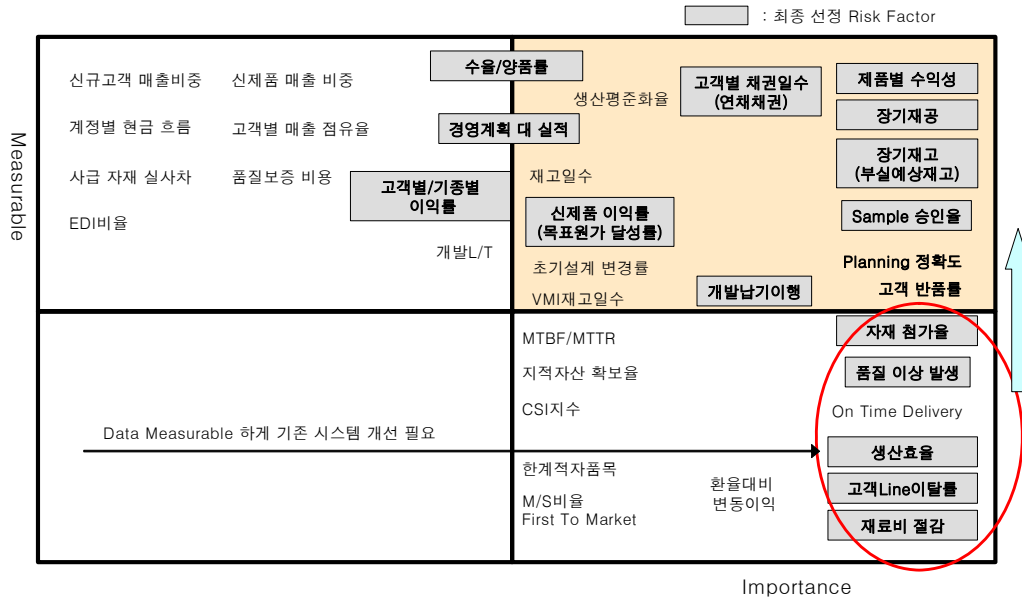 : 최종 선정 Risk Factor
Measurable
신규고객 매출비중
신제품 매출 비중
계정별 현금 흐름
고객별 매출 점유율
사급 자재 실사차
품질보증 비용
EDI비율
수율/양품률
경영계획 대 실적
고객별/기종별
이익률
개발L/T
생산평준화율
고객별 채권일수
(연채채권)
제품별 수익성
장기재공
장기재고
(부실예상재고)
재고일수
신제품 이익률
(목표원가 달성률)
Sample 승인율
초기설계 변경률
Planning 정확도
VMI재고일수
개발납기이행
고객 반품률
MTBF/MTTR
자재 첨가율
지적자산 확보율
품질 이상 발생
CSI지수
On Time Delivery
Data Measurable 하게 기존 시스템 개선 필요
생산효율
한계적자품목
환율대비
변동이익
고객Line이탈률
M/S비율
First To Market
재료비 절감
Importance